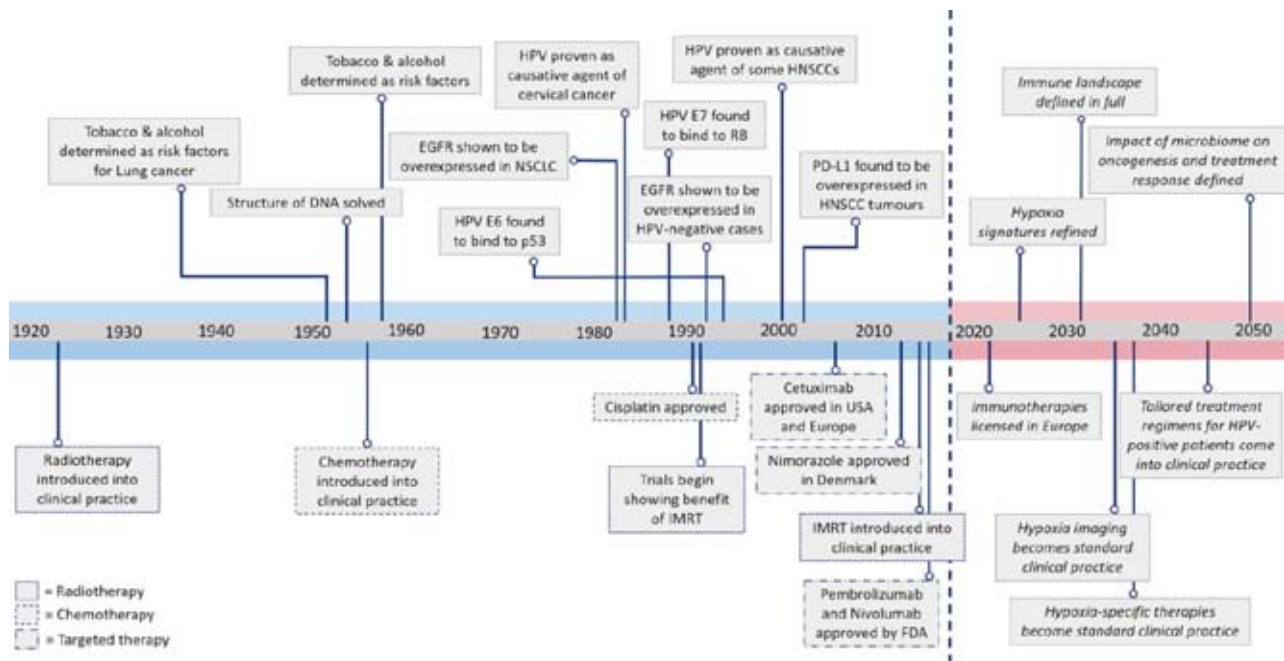 Tobacco & alcohol
determined as risk factors
for Lung cancer
Structure of DNA solved
Tobacco & alcohol
determined as risk factors
EGFR shown to be
overexpressed in NSCLC
HPV E6 found
to bind to p53
HPV proven as
causative agent of
cervical cancer
HPV E7 found
to bind to RB
EGFR shown to be
overexpressed in
HPV-negative cases
HPV proven as causative
agent of some HNSCCs
PD-L1 found to be
overexpressed in
HNSCC tumours
Hypoxia
signatures refined
Immune landscape
defined in full
Impact of microbiome on
oncogenesis and treatment
response defined
1920 1930 1940 1950 1960 1970 1980 1990 2000 2010 2020 2030 2040 2050
Radiotherapy
introduced into
clinical practice
Chemotherapy
introduced into
clinical practice
Cisplatin approved
Trials begin
showing benefit
of IMRT
Cetuximab
approved in USA
and Europe
Nimorazole approved
in Denmark
IMRT introduced into
clinical practice
Pembrolizumab
and Nivolumab
approved by FDA
Immunotherapies
licensed in Europe
Hypoxia imaging
becomes standard
clinical practice
Hypoxia-specific therapies
become standard clinical practice
Tailored treatment
regimens for HPV-
positive patients come
into clinical practice
= Radiotherapy
= Chemotherapy
= Targeted therapy